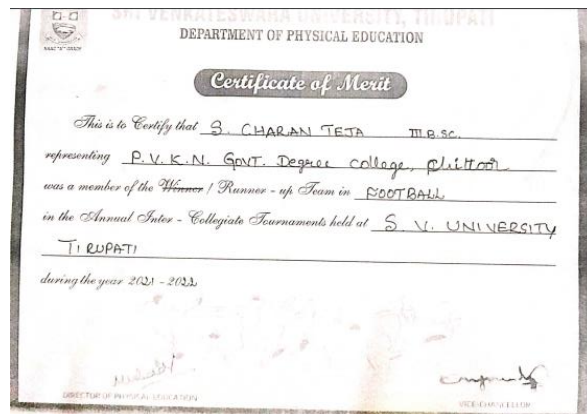 SRI VENKATESWARA UNIVERSITY, TIRUPATI
DEPARTMENT OF PHYSICAL EDUCATION
Certificate of Merit
This is to Certify that S. CHARAN TEJA III B.SC.
representing P.V.K.N. GOVT. Degree college, Chittoor
was a member of the Winner / Runner - up Team in FOOTBALL
in the Annual Inter - Collegiate Tournaments held at S. V. UNIVERSITY
TIRUPATI
during the year 2021 - 2022
DIRECTOR OF PHYSICAL EDUCATION
VICE-CHANCELLOR